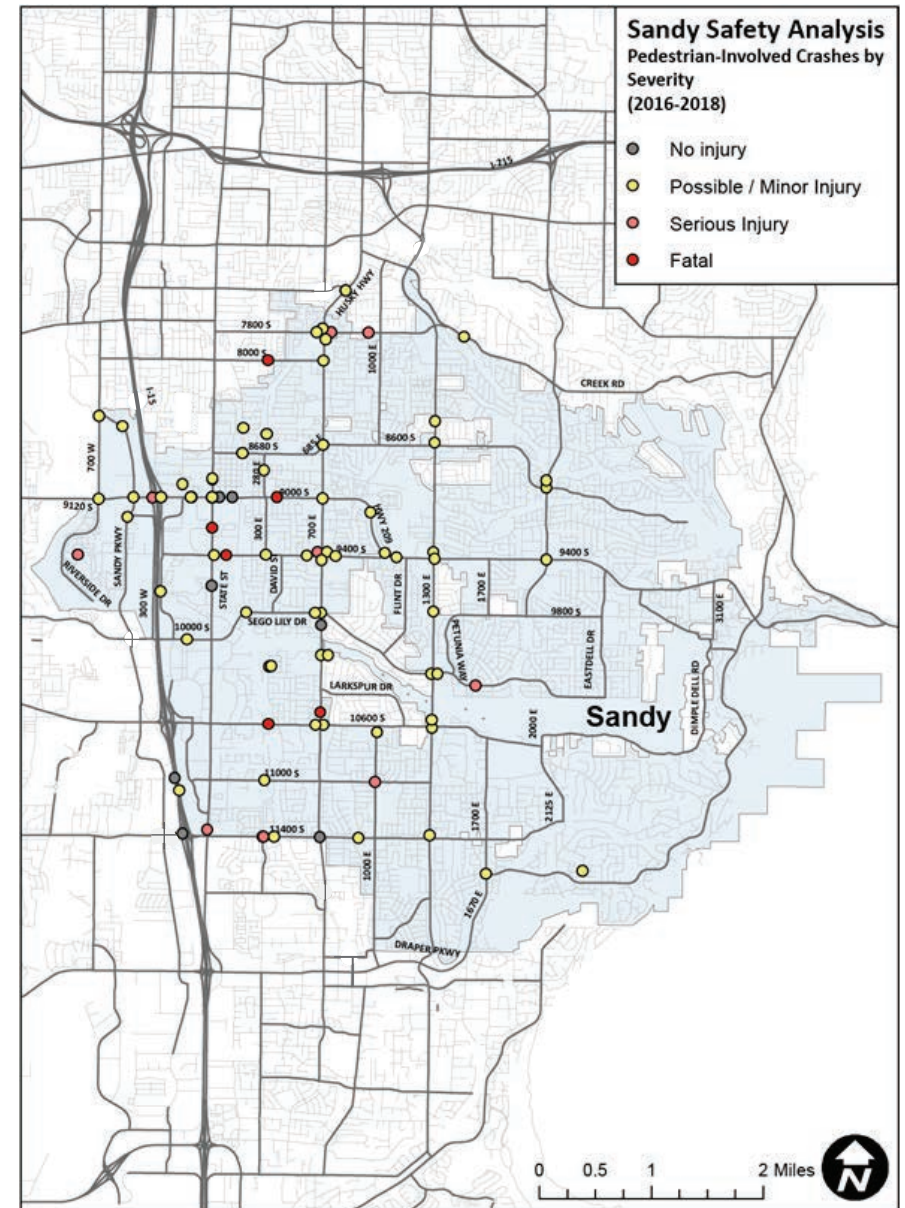 Sandy Safety Analysis
Pedestrian-Involved Crashes by
Severity
(2016-2018)
No injury
Possible / Minor Injury
Serious Injury
Fatal
I-215
HUSKY HWY
7800 S
1000 E
8000 S
CREEK RD
I-15
700 W
8680 S
685 E
8600 S
280 E
9000 S
9120 S
HWY 209
SANDY PKWY
300 E
700 E
9400 S
9400 S
RIVERSIDE DR
300 W
STATE ST
DAVID S
FLINT DR
1300 E
1700 E
3100 E
9800 S
SEGO LILY DR
10000 S
PETUNIA WAY
EASTDELL DR
DIMPLE DELL RD
LARKSPUR DR
Sandy
10600 S
2000 E
11000 S
1700 E
2125 E
11400 S
1000 E
1670 E
DRAPER PKWY
0 0.5 1 2 Miles
N